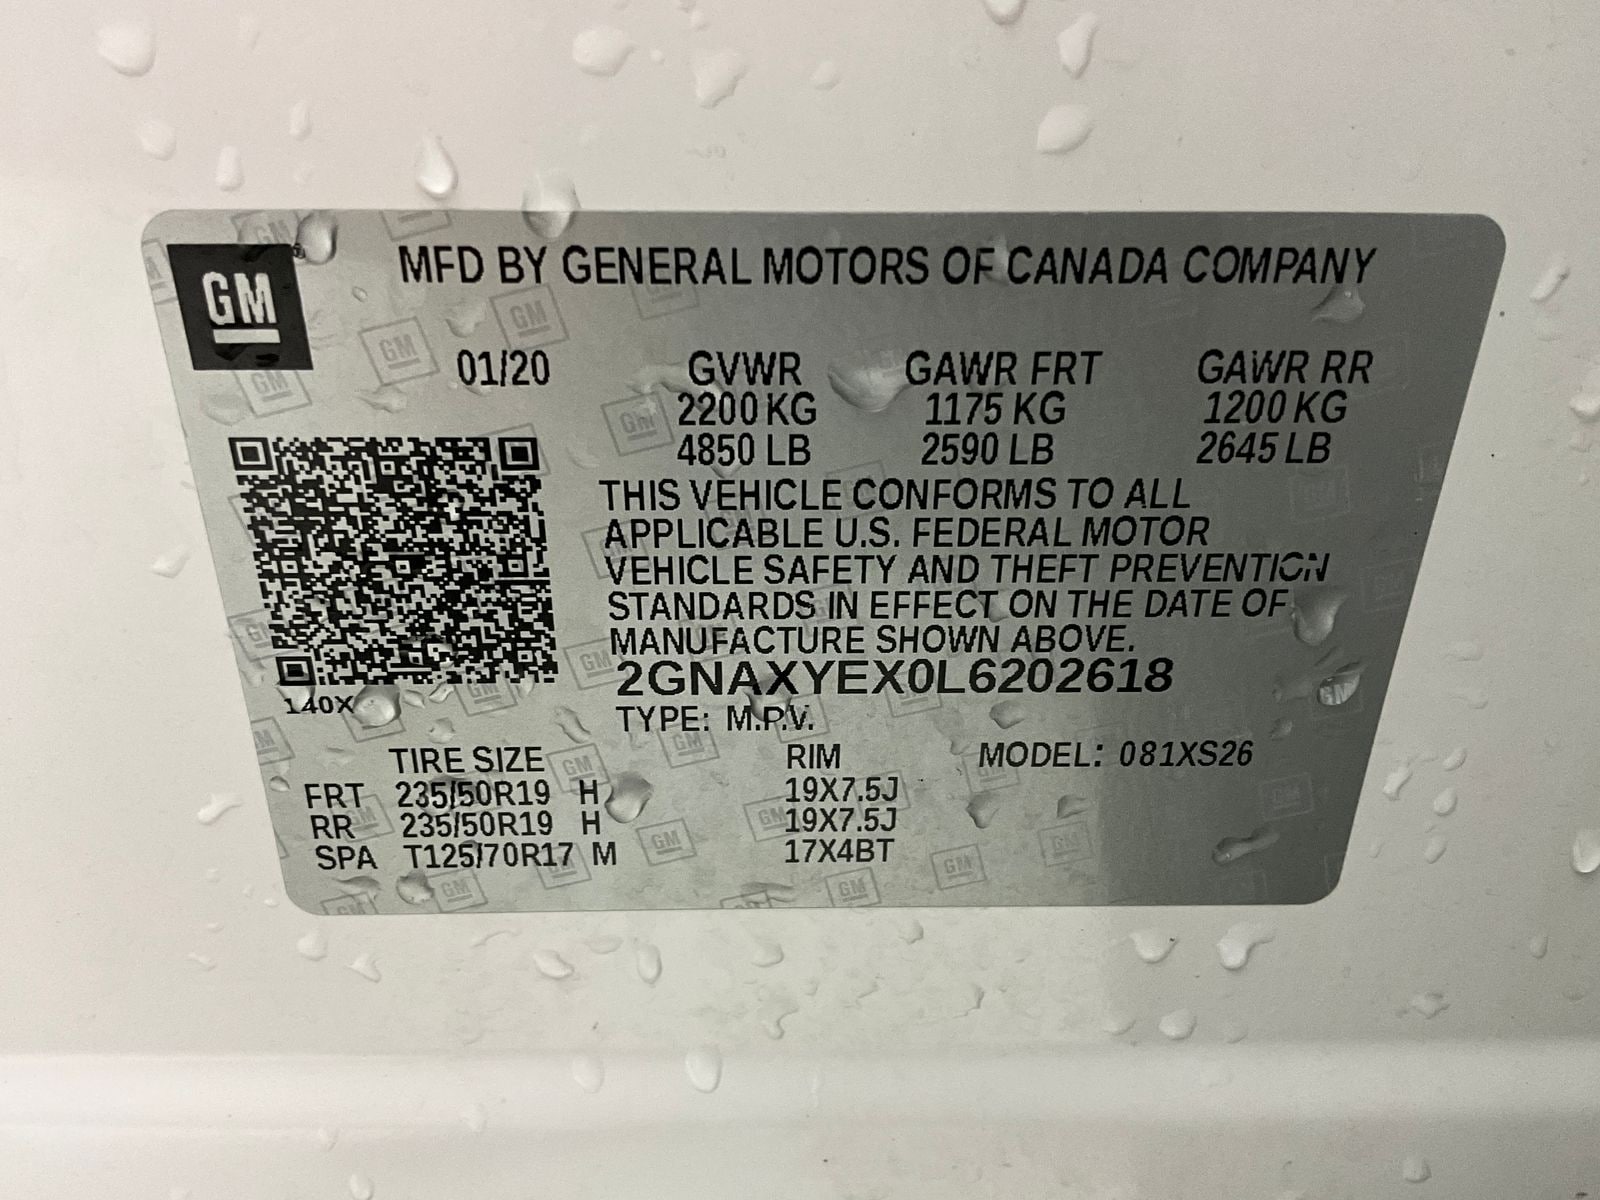 GM
MFD BY GENERAL MOTORS OF CANADA COMPANY
01/20 GVWR GAWR FRT GAWR RR
2200 KG 1175 KG 1200 KG
4850 LB 2590 LB 2645 LB
THIS VEHICLE CONFORMS TO ALL
APPLICABLE U.S. FEDERAL MOTOR
VEHICLE SAFETY AND THEFT PREVENTION
STANDARDS IN EFFECT ON THE DATE OF
MANUFACTURE SHOWN ABOVE.
2GNAXYEX0L6202618
140X
TYPE: M.P.V.
TIRE SIZE RIM MODEL: 081XS26
FRT 235/50R19 H 19X7.5J
RR 235/50R19 H 19X7.5J
SPA T125/70R17 M 17X4BT